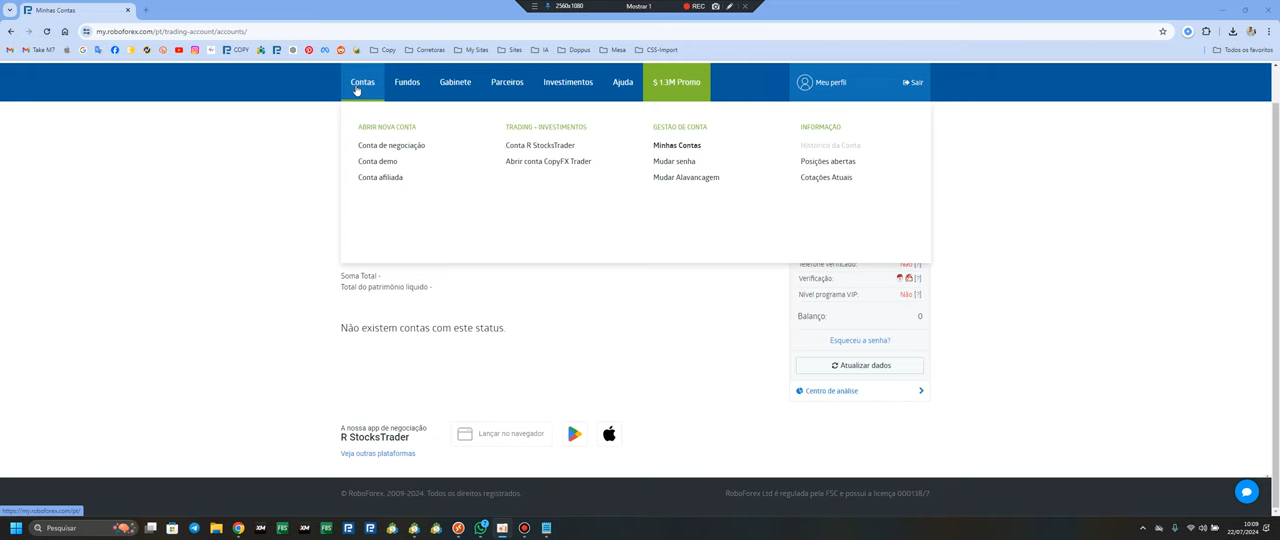 2560x1080
Mostrar 1
REC
Minhas Contas
my.roboforex.com/pt/trading-account/accounts/
Gmail
Take M7
COPY
Copy
Corretoras
My Sites
Sites
IA
Doppus
Mesa
CSS-Import
Todos os favoritos
Contas
Fundos
Gabinete
Parceiros
Investimentos
Ajuda
$ 1.3M Promo
Meu perfil
Sair
ABRIR NOVA CONTA
Conta de negociação
Conta demo
Conta afiliada
TRADING - INVESTIMENTOS
Conta R StocksTrader
Abrir conta CopyFX Trader
GESTÃO DE CONTA
Minhas Contas
Mudar senha
Mudar Alavancagem
INFORMAÇÃO
Histórico da Conta
Posições abertas
Cotações Atuais
Soma Total -
Total do patrimônio líquido -
Não existem contas com este status.
Telefone verificado: Não [?]
Verificação: [?]
Nível programa VIP: Não [?]
Balanço: 0
Esqueceu a senha?
Atualizar dados
Centro de análise
A nossa app de negociação
R StocksTrader
Veja outras plataformas
Lançar no navegador
© RoboForex, 2009-2024. Todos os direitos registrados.
RoboForex Ltd é regulada pela FSC e possui a licença 000138/7.
https://my.roboforex.com/pt/
Pesquisar
XM
FBS
XM
FBS
10:09
22/07/2024